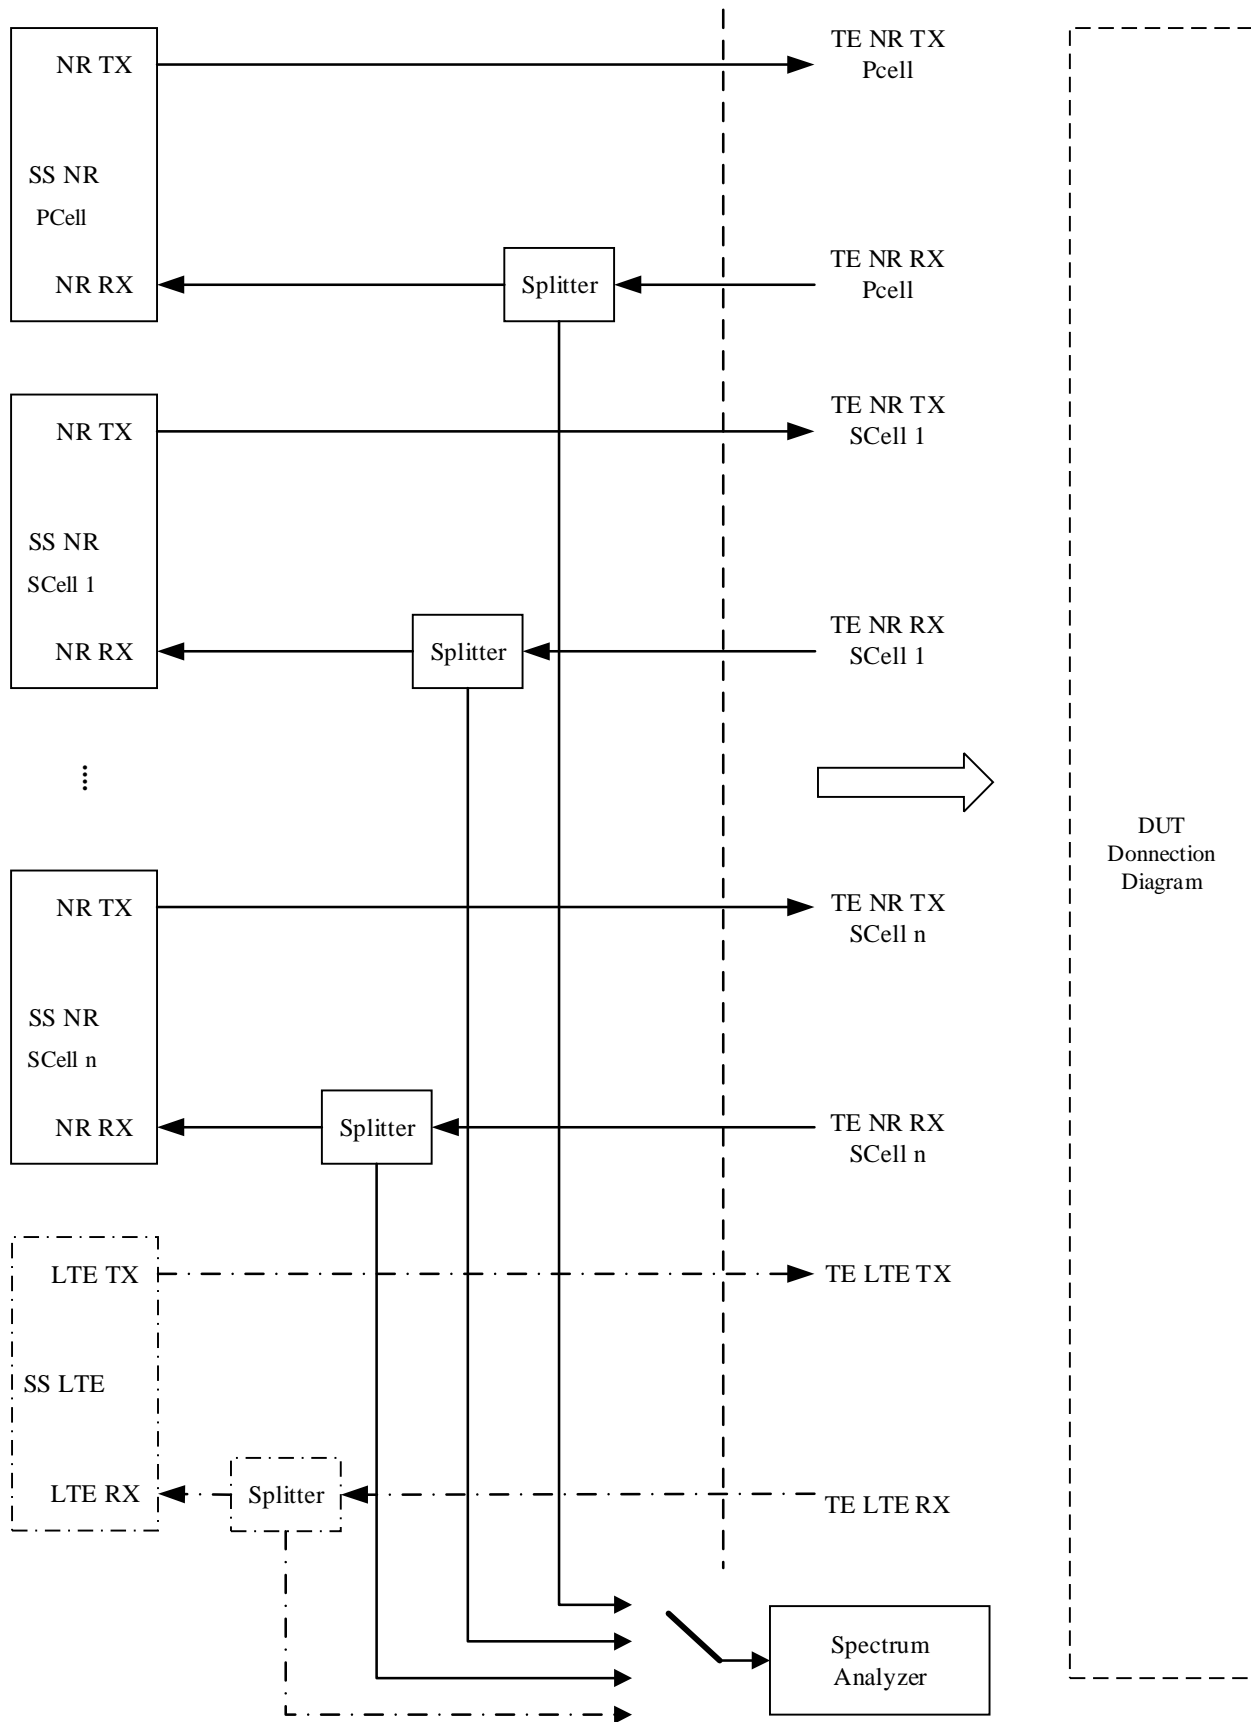 NR TX
SS NR
PCell
NR RX
Splitter
TE NR TX
Pcell
TE NR RX
Pcell
NR TX
SS NR
SCell 1
NR RX
Splitter
TE NR TX
SCell 1
TE NR RX
SCell 1
NR TX
SS NR
SCell n
NR RX
Splitter
TE NR TX
SCell n
TE NR RX
SCell n
LTE TX
SS LTE
LTE RX
Splitter
TE LTE TX
TE LTE RX
Spectrum
Analyzer
DUT
Donnection
Diagram